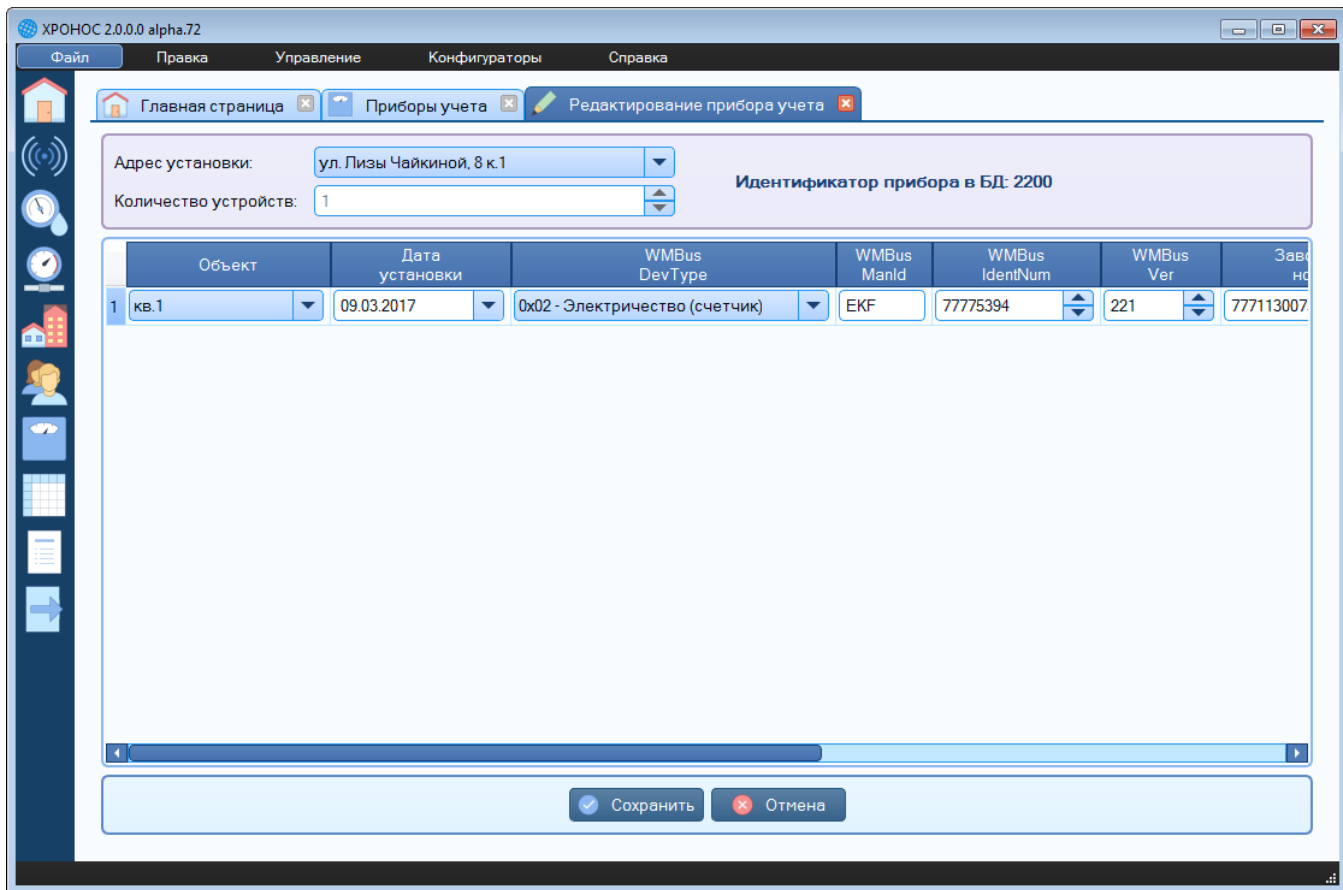 ХРОНОС 2.0.0.0 alpha.72
Файл Правка Управление Конфигураторы Справка
Главная страница Приборы учета Редактирование прибора учета
Адрес установки: ул. Лизы Чайкиной, 8 к.1
Идентификатор прибора в БД: 2200
Количество устройств: 1
Объект Дата установки WMBus DevType WMBus ManId WMBus IdentNum WMBus Ver
1 кв.1 09.03.2017 0x02 - Электричество (счетчик) EKF 77775394 221 777113007
Сохранить Отмена